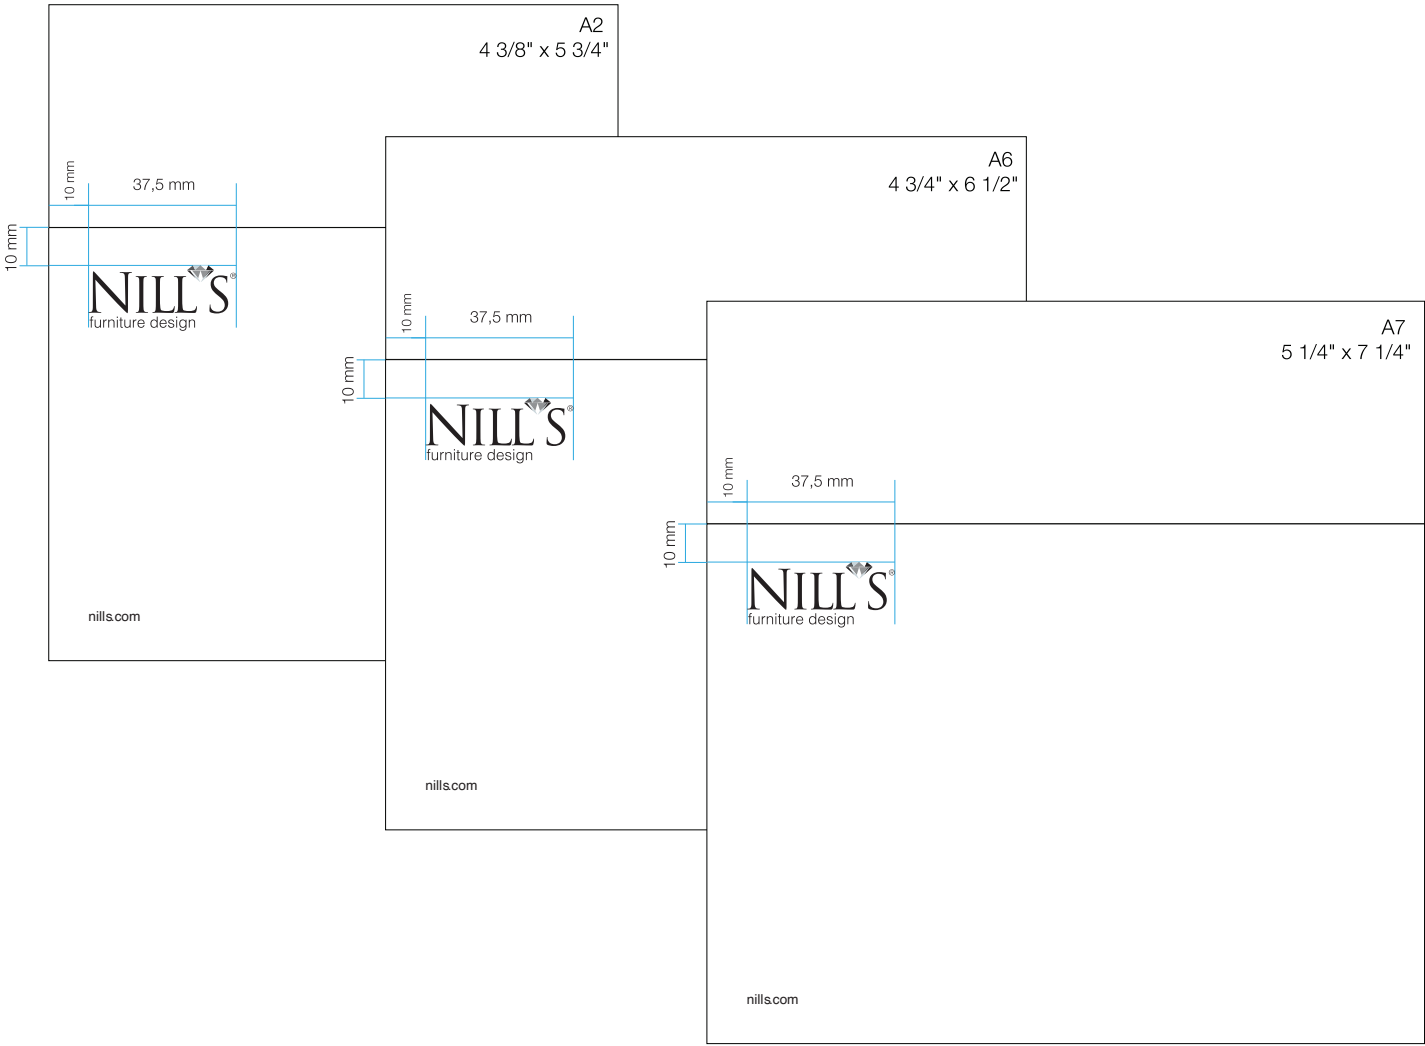 A2
4 3/8" x 5 3/4"
10 mm
37,5 mm
10 mm
NILL'S®
furniture design
nills.com
A6
4 3/4" x 6 1/2"
10 mm
37,5 mm
10 mm
NILL'S®
furniture design
nills.com
A7
5 1/4" x 7 1/4"
10 mm
37,5 mm
10 mm
NILL'S®
furniture design
nills.com